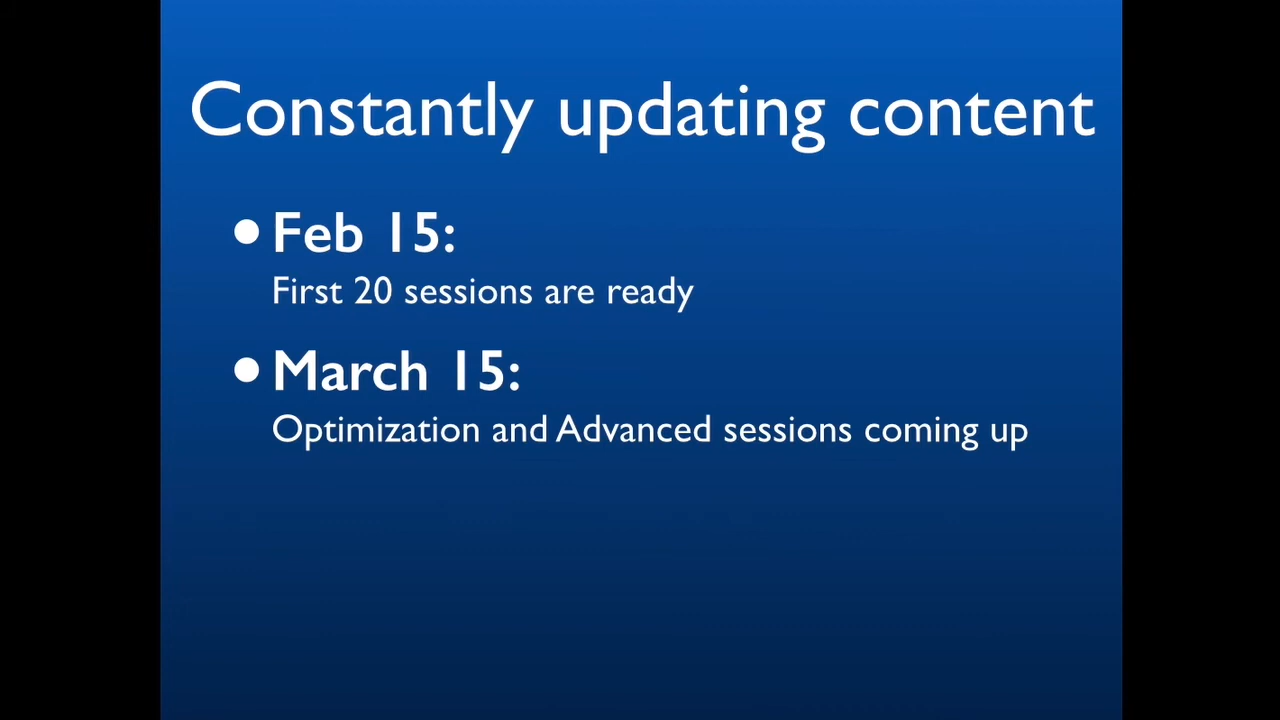 Constantly updating content
• Feb 15:
First 20 sessions are ready
• March 15:
Optimization and Advanced sessions coming up